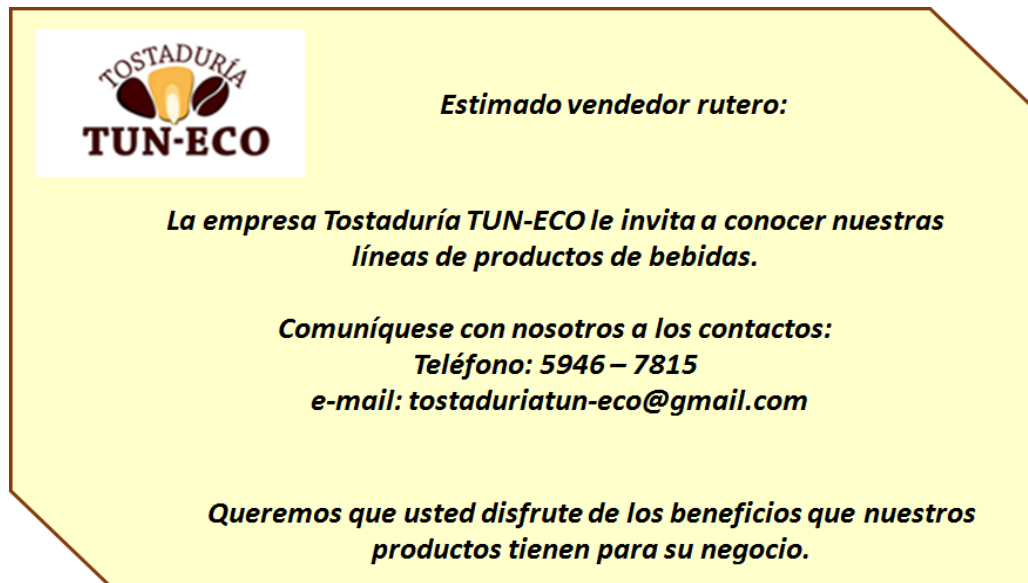 TOSTADURÍA
TUN-ECO
Estimado vendedor rutero:
La empresa Tostaduría TUN-ECO le invita a conocer nuestras
líneas de productos de bebidas.
Comuníquese con nosotros a los contactos:
Teléfono: 5946 – 7815
e-mail: tostaduriatun-eco@gmail.com
Queremos que usted disfrute de los beneficios que nuestros
productos tienen para su negocio.